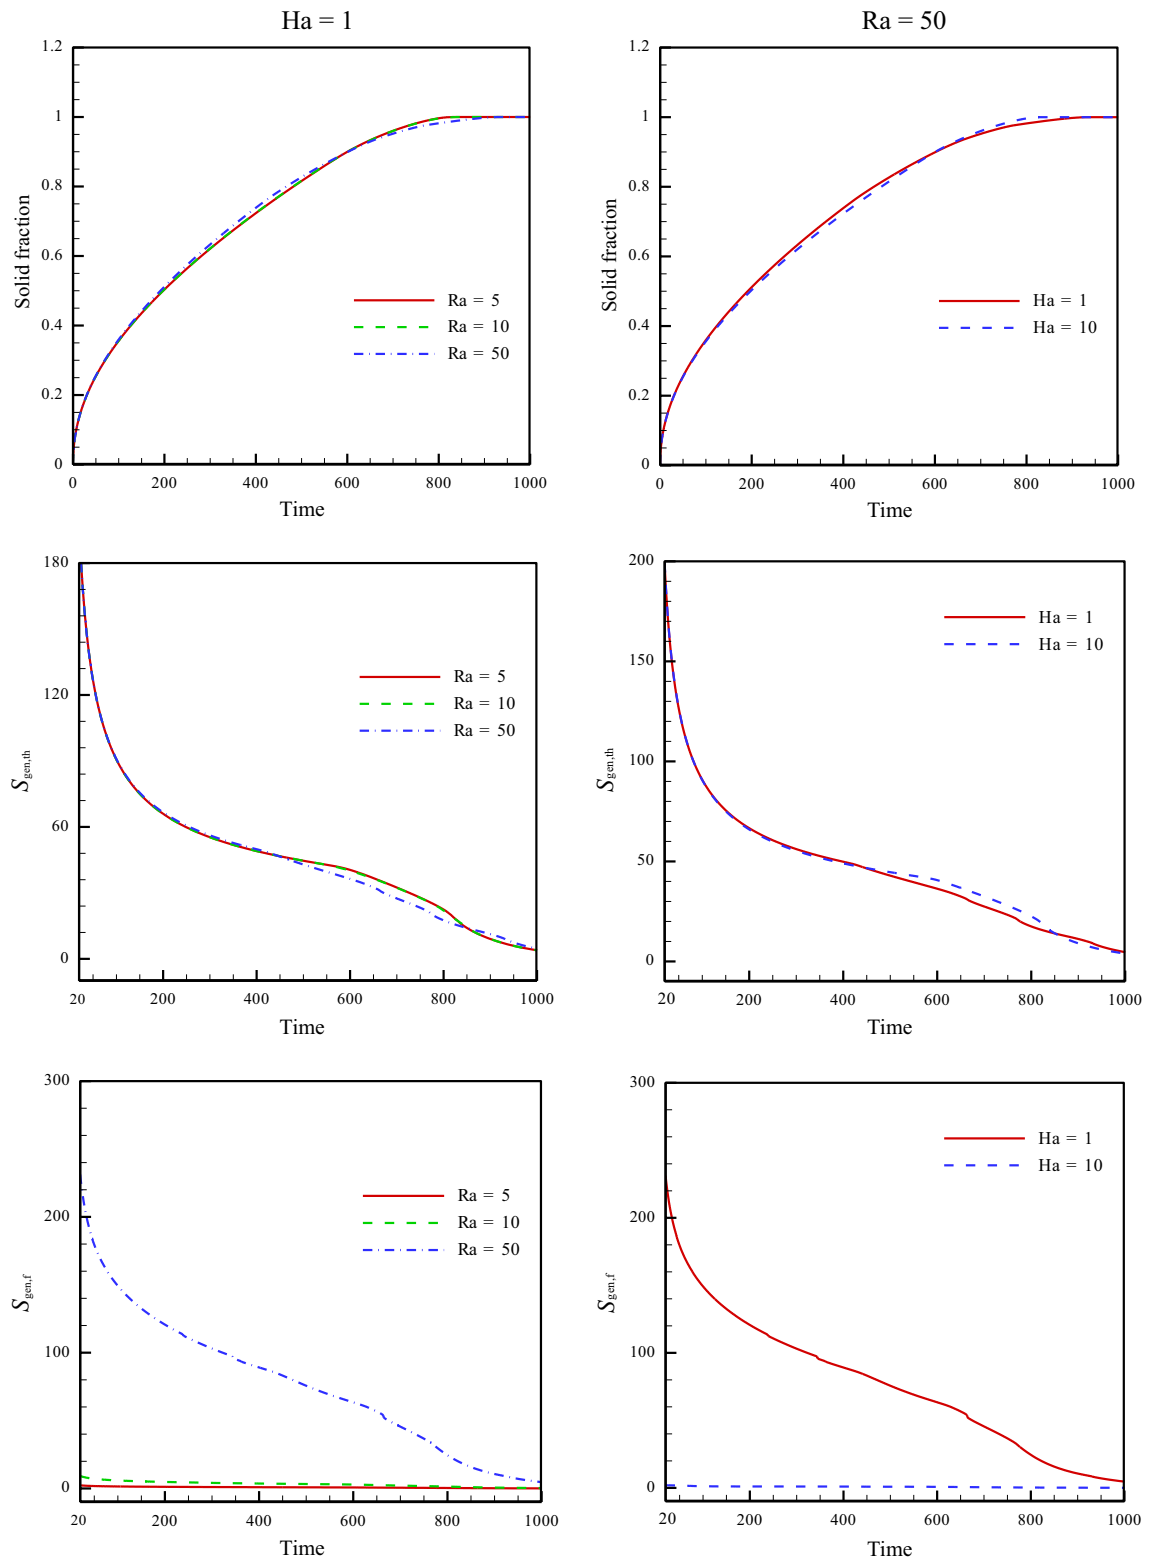 Ha = 1
1.2
1
0.8
0.6
0.4
0.2
0
Solid fraction
Ra = 5
Ra = 10
Ra = 50
0 200 400 600 800 1000
Time
Ra = 50
1.2
1
0.8
0.6
0.4
0.2
0
Solid fraction
Ha = 1
Ha = 10
0 200 400 600 800 1000
Time
180
120
60
0
Sgen,th
Ra = 5
Ra = 10
Ra = 50
20 200 400 600 800 1000
Time
200
150
100
50
0
Sgen,th
Ha = 1
Ha = 10
20 200 400 600 800 1000
Time
300
200
100
0
Sgen,f
Ra = 5
Ra = 10
Ra = 50
20 200 400 600 800 1000
Time
300
200
100
0
Sgen,f
Ha = 1
Ha = 10
20 200 400 600 800 1000
Time